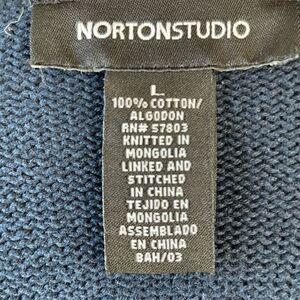 NORTONSTUDIO
L
100% COTTON/
ALGODON
RN# 57803
KNITTED IN
MONGOLIA
LINKED AND
STITCHED
IN CHINA
TEJIDO EN
MONGOLIA
ASSEMBLADO
EN CHINA
BAH/03